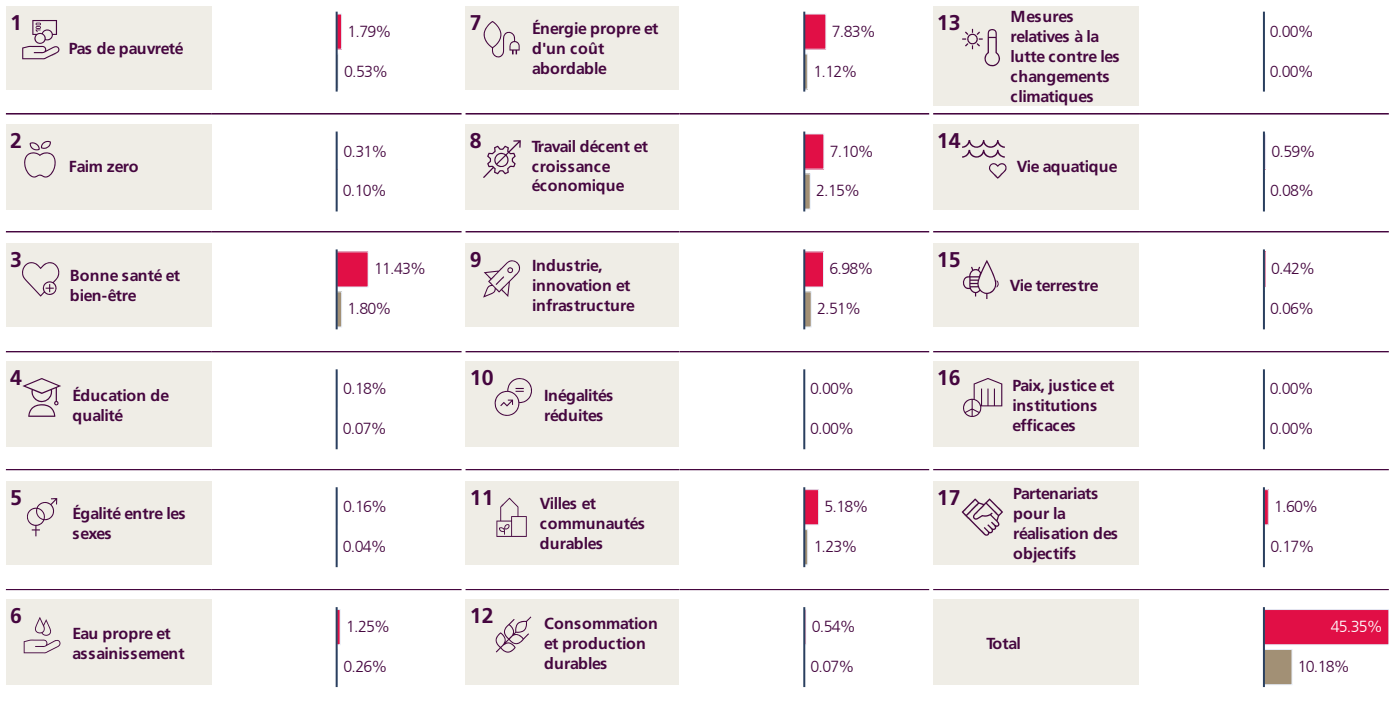 1
Pas de pauvreté
1.79%
0.53%
2
Faim zero
0.31%
0.10%
3
Bonne santé et
bien-être
11.43%
1.80%
4
Éducation de
qualité
0.18%
0.07%
5
Égalité entre les
sexes
0.16%
0.04%
6
Eau propre et
assainissement
1.25%
0.26%
7
Énergie propre et
d'un coût
abordable
7.83%
1.12%
8
Travail décent et
croissance
économique
7.10%
2.15%
9
Industrie,
innovation et
infrastructure
6.98%
2.51%
10
Inégalités
réduites
0.00%
0.00%
11
Villes et
communautés
durables
5.18%
1.23%
12
Consommation
et production
durables
0.54%
0.07%
13
Mesures
relatives à la
lutte contre les
changements
climatiques
0.00%
0.00%
14
Vie aquatique
0.59%
0.08%
15
Vie terrestre
0.42%
0.06%
16
Paix, justice et
institutions
efficaces
0.00%
0.00%
17
Partenariats
pour la
réalisation des
objectifs
1.60%
0.17%
Total
45.35%
10.18%